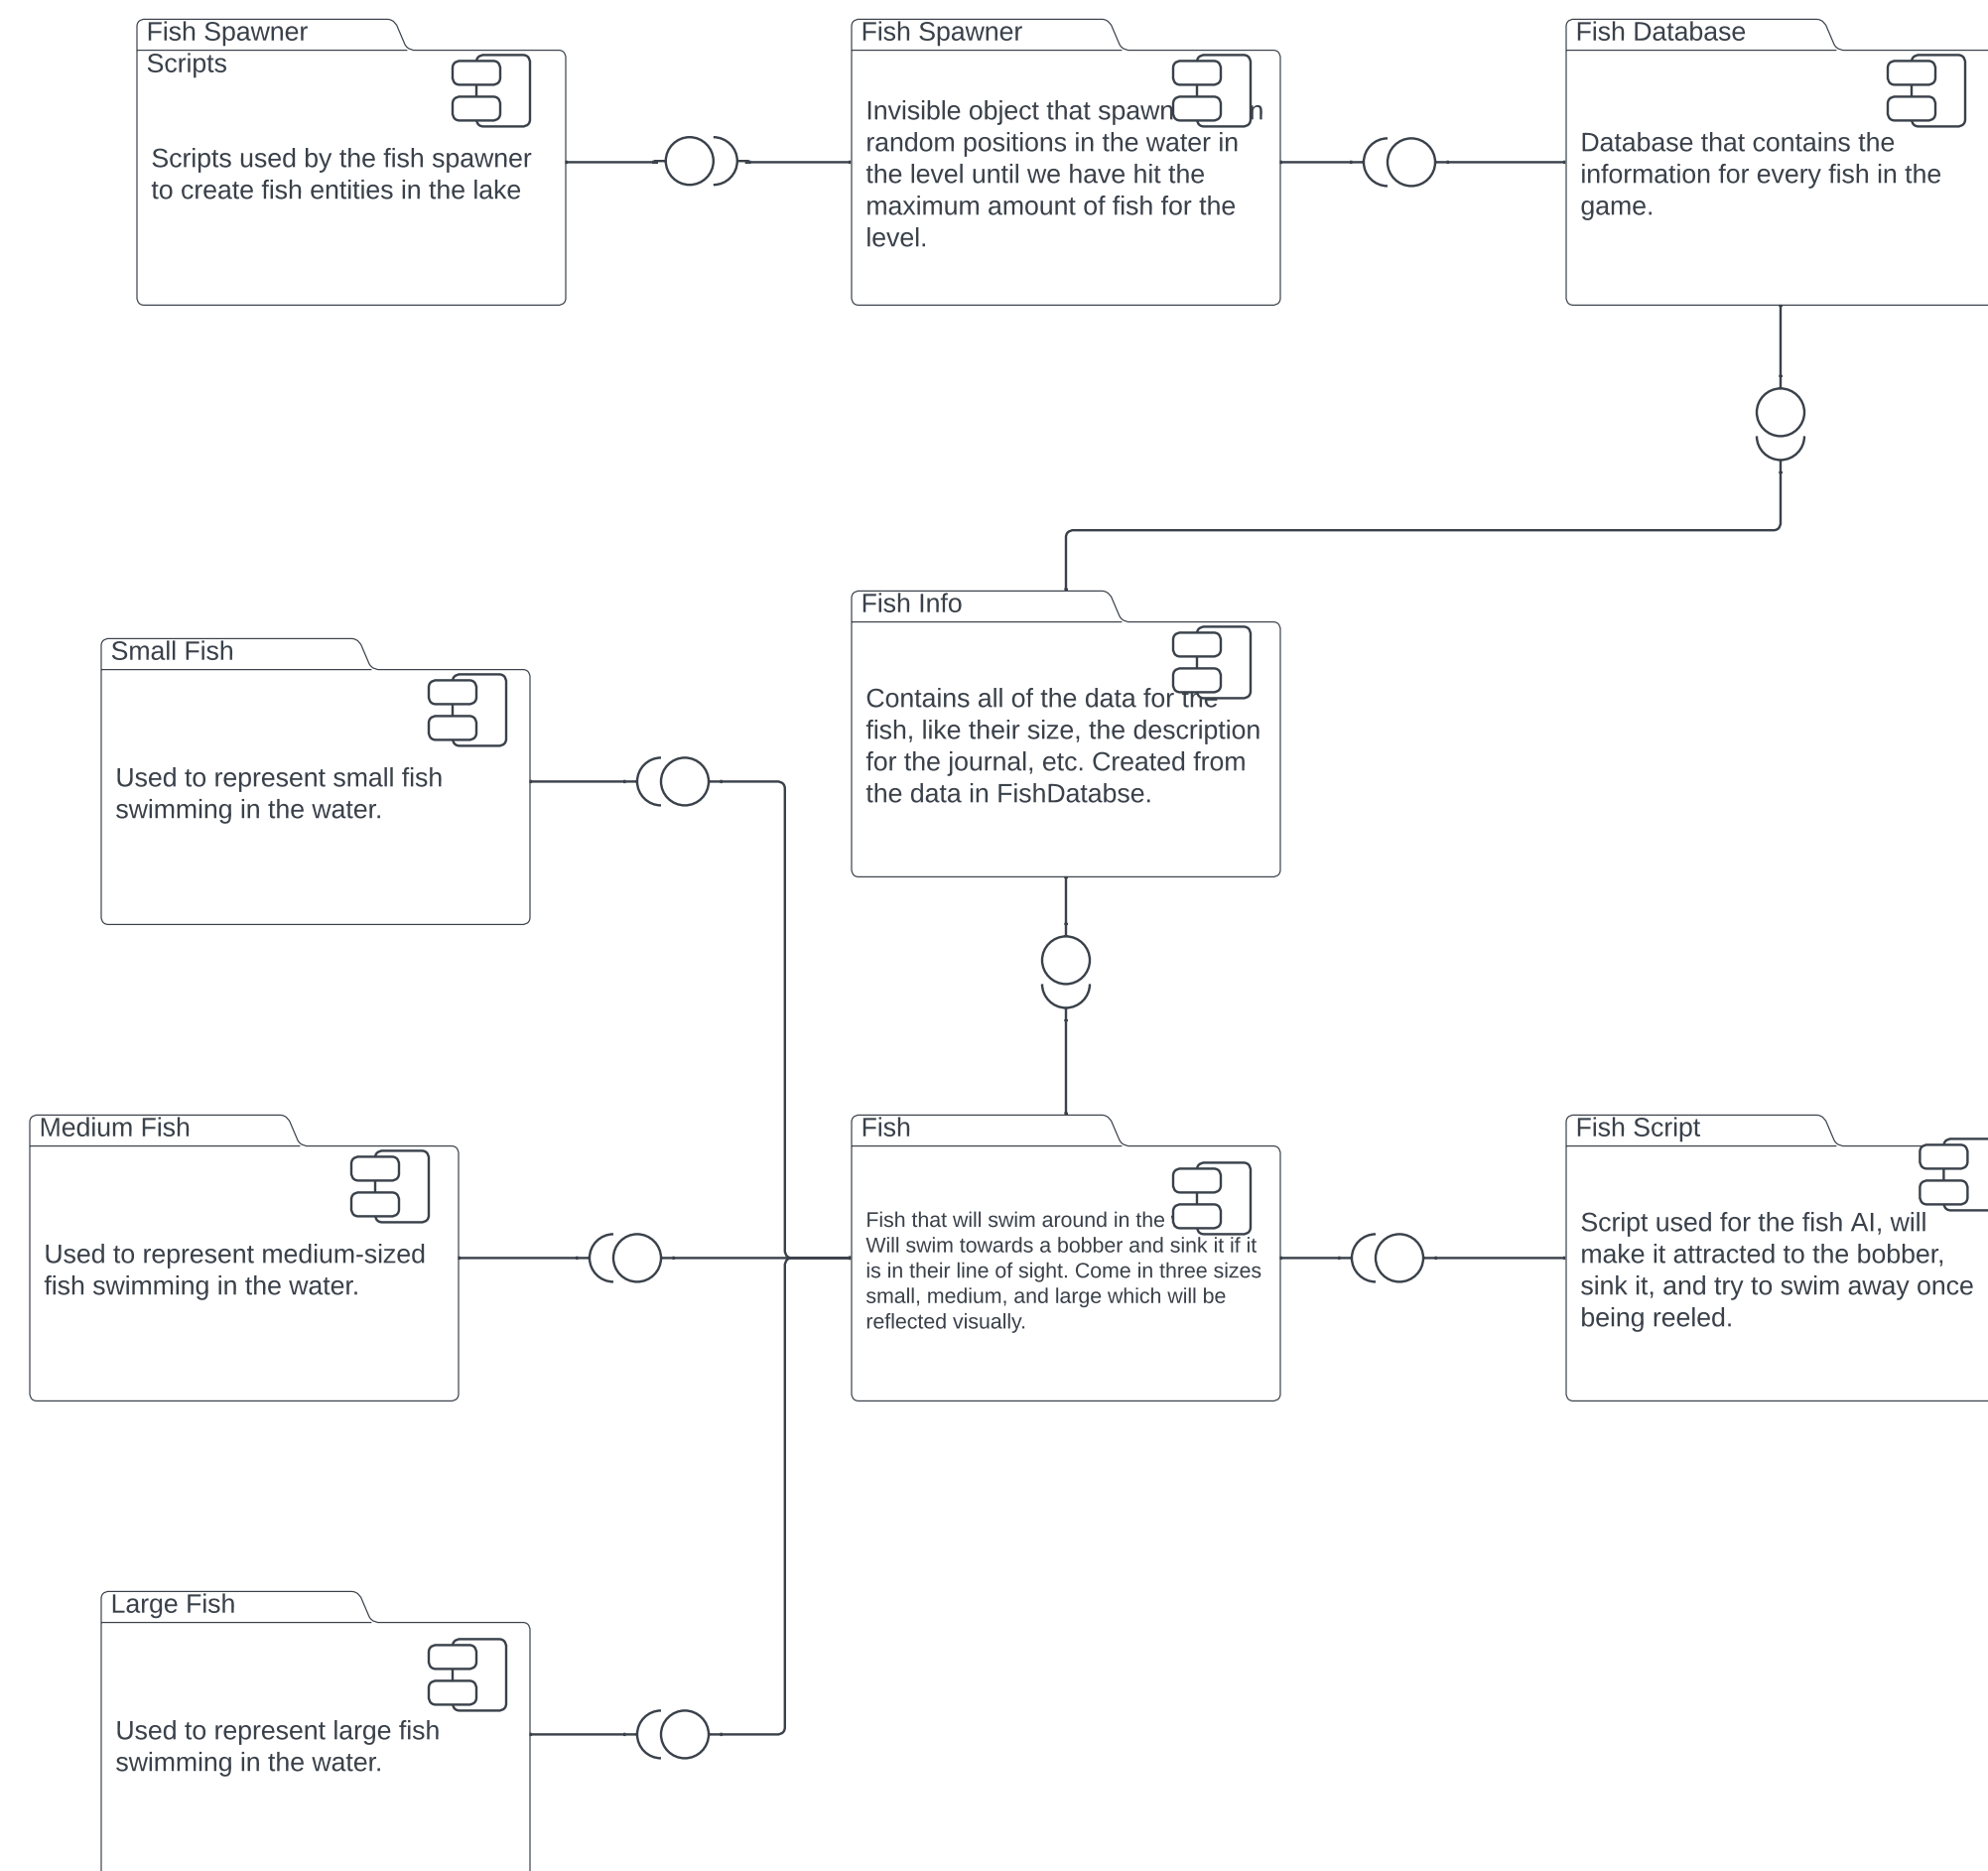 Fish Spawner
Scripts
Scripts used by the fish spawner
to create fish entities in the lake
Fish Spawner
Invisible object that
random positions in the water in
the level until we have hit the
maximum amount of fish for the
level.
Fish Database
Database that contains the
information for every fish in the
game.
Fish Info
Contains all of the data for the
fish, like their size, the description
for the journal, etc. Created from
the data in FishDatabse.
Small Fish
Used to represent small fish
swimming in the water.
Medium Fish
Used to represent medium-sized
fish swimming in the water.
Fish
Fish that will swim around in the
Will swim towards a bobber and sink it if it
is in their line of sight. Come in three sizes
small, medium, and large which will be
reflected visually.
Fish Script
Script used for the fish AI, will
make it attracted to the bobber,
sink it, and try to swim away once
being reeled.
Large Fish
Used to represent large fish
swimming in the water.